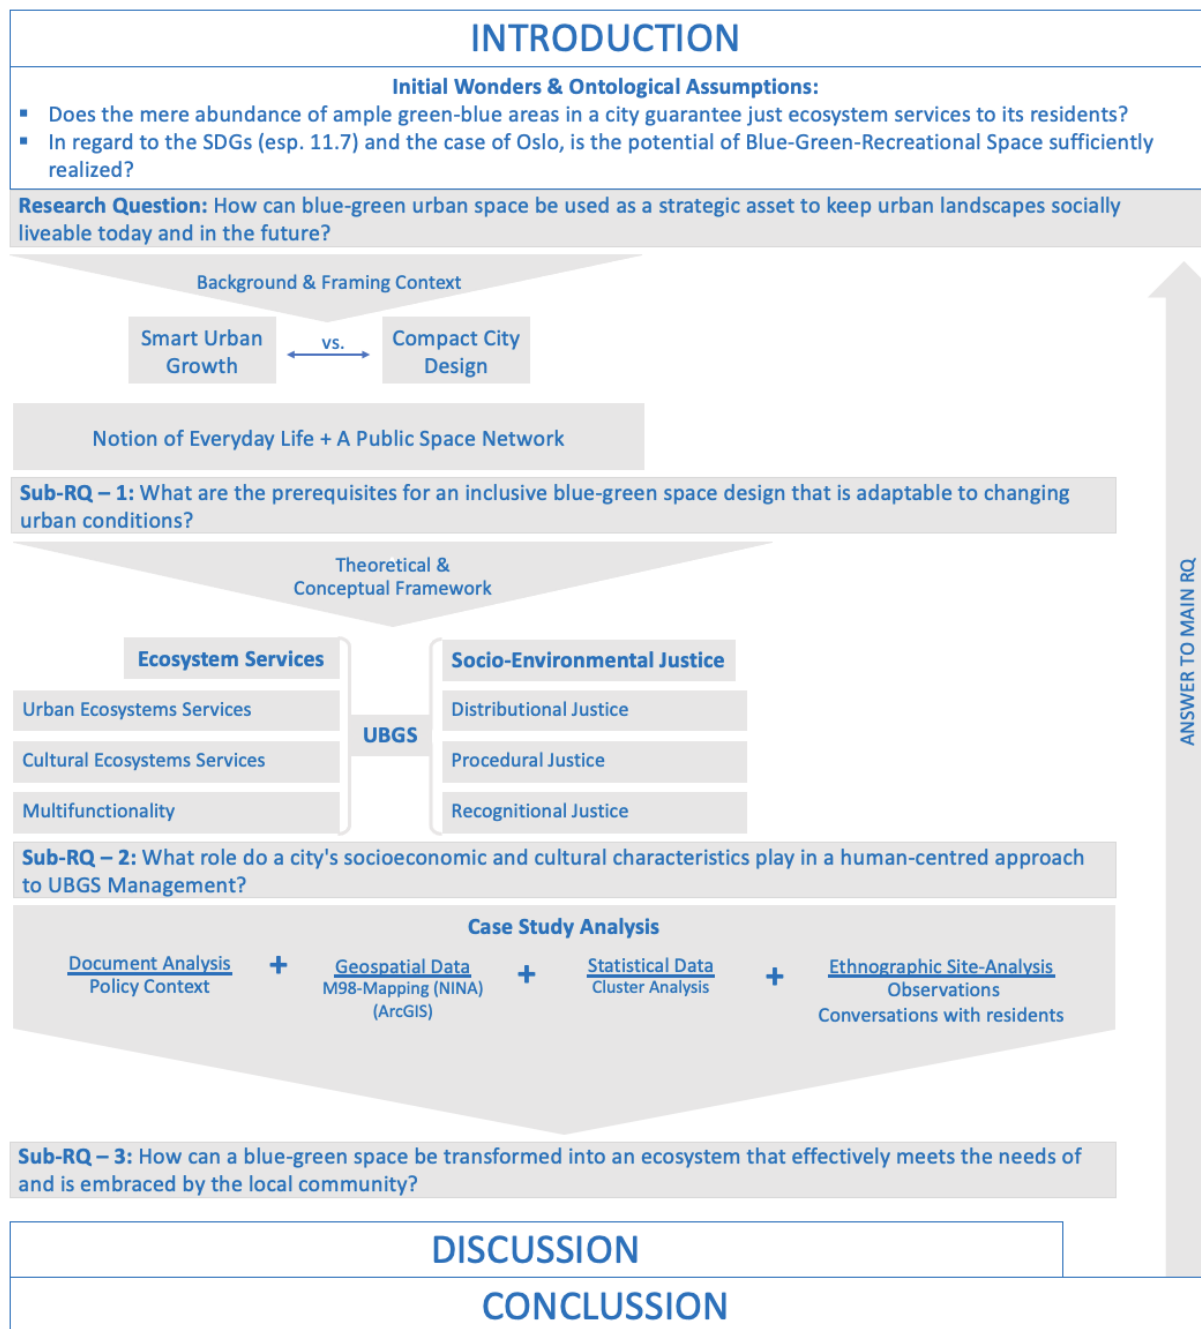 INTRODUCTION
Initial Wonders & Ontological Assumptions:
▪ Does the mere abundance of ample green-blue areas in a city guarantee just ecosystem services to its residents?
▪ In regard to the SDGs (esp. 11.7) and the case of Oslo, is the potential of Blue-Green-Recreational Space sufficiently
realized?
Research Question: How can blue-green urban space be used as a strategic asset to keep urban landscapes socially
liveable today and in the future?
Background & Framing Context
Smart Urban
Growth
vs.
Compact City
Design
Notion of Everyday Life + A Public Space Network
Sub-RQ – 1: What are the prerequisites for an inclusive blue-green space design that is adaptable to changing
urban conditions?
Theoretical &
Conceptual Framework
Ecosystem Services
Urban Ecosystems Services
Cultural Ecosystems Services
Multifunctionality
UBGS
Socio-Environmental Justice
Distributional Justice
Procedural Justice
Recognitional Justice
Sub-RQ – 2: What role do a city's socioeconomic and cultural characteristics play in a human-centred approach
to UBGS Management?
Case Study Analysis
Document Analysis
Policy Context
+
Geospatial Data
M98-Mapping (NINA)
(ArcGIS)
+
Statistical Data
Cluster Analysis
+
Ethnographic Site-Analysis
Observations
Conversations with residents
Sub-RQ – 3: How can a blue-green space be transformed into an ecosystem that effectively meets the needs of
and is embraced by the local community?
ANSWER TO MAIN RQ
DISCUSSION
CONCLUSSION